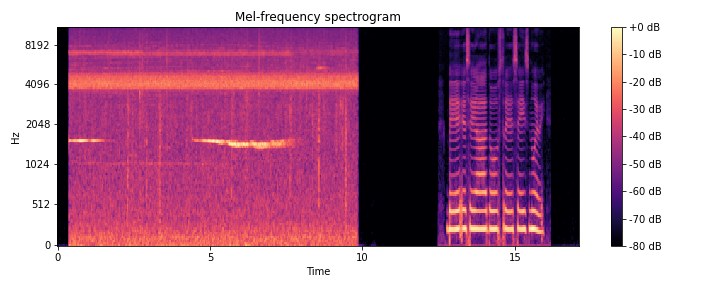 Mel-frequency spectrogram
8192
4096
2048
1024
512
0
Hz
0
5
10
15
Time
+0 dB
-10 dB
-20 dB
-30 dB
-40 dB
-50 dB
-60 dB
-70 dB
-80 dB